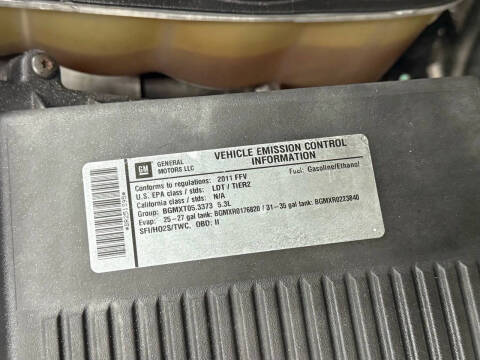 GM
GENERAL
MOTORS LLC
VEHICLE EMISSION CONTROL
INFORMATION
Conforms to regulations: 2011 FFV Fuel: Gasoline/Ethanol
U.S. EPA class / stds: LDT / TIER2
California class / stds: N/A
Group: BGMXT05.3373 5.3L
Evap: 25-27 gal tank: BGMXR0176820 / 31-35 gal tank: BGMXR0223840
SFI/HO2S/TWC, OBD: II